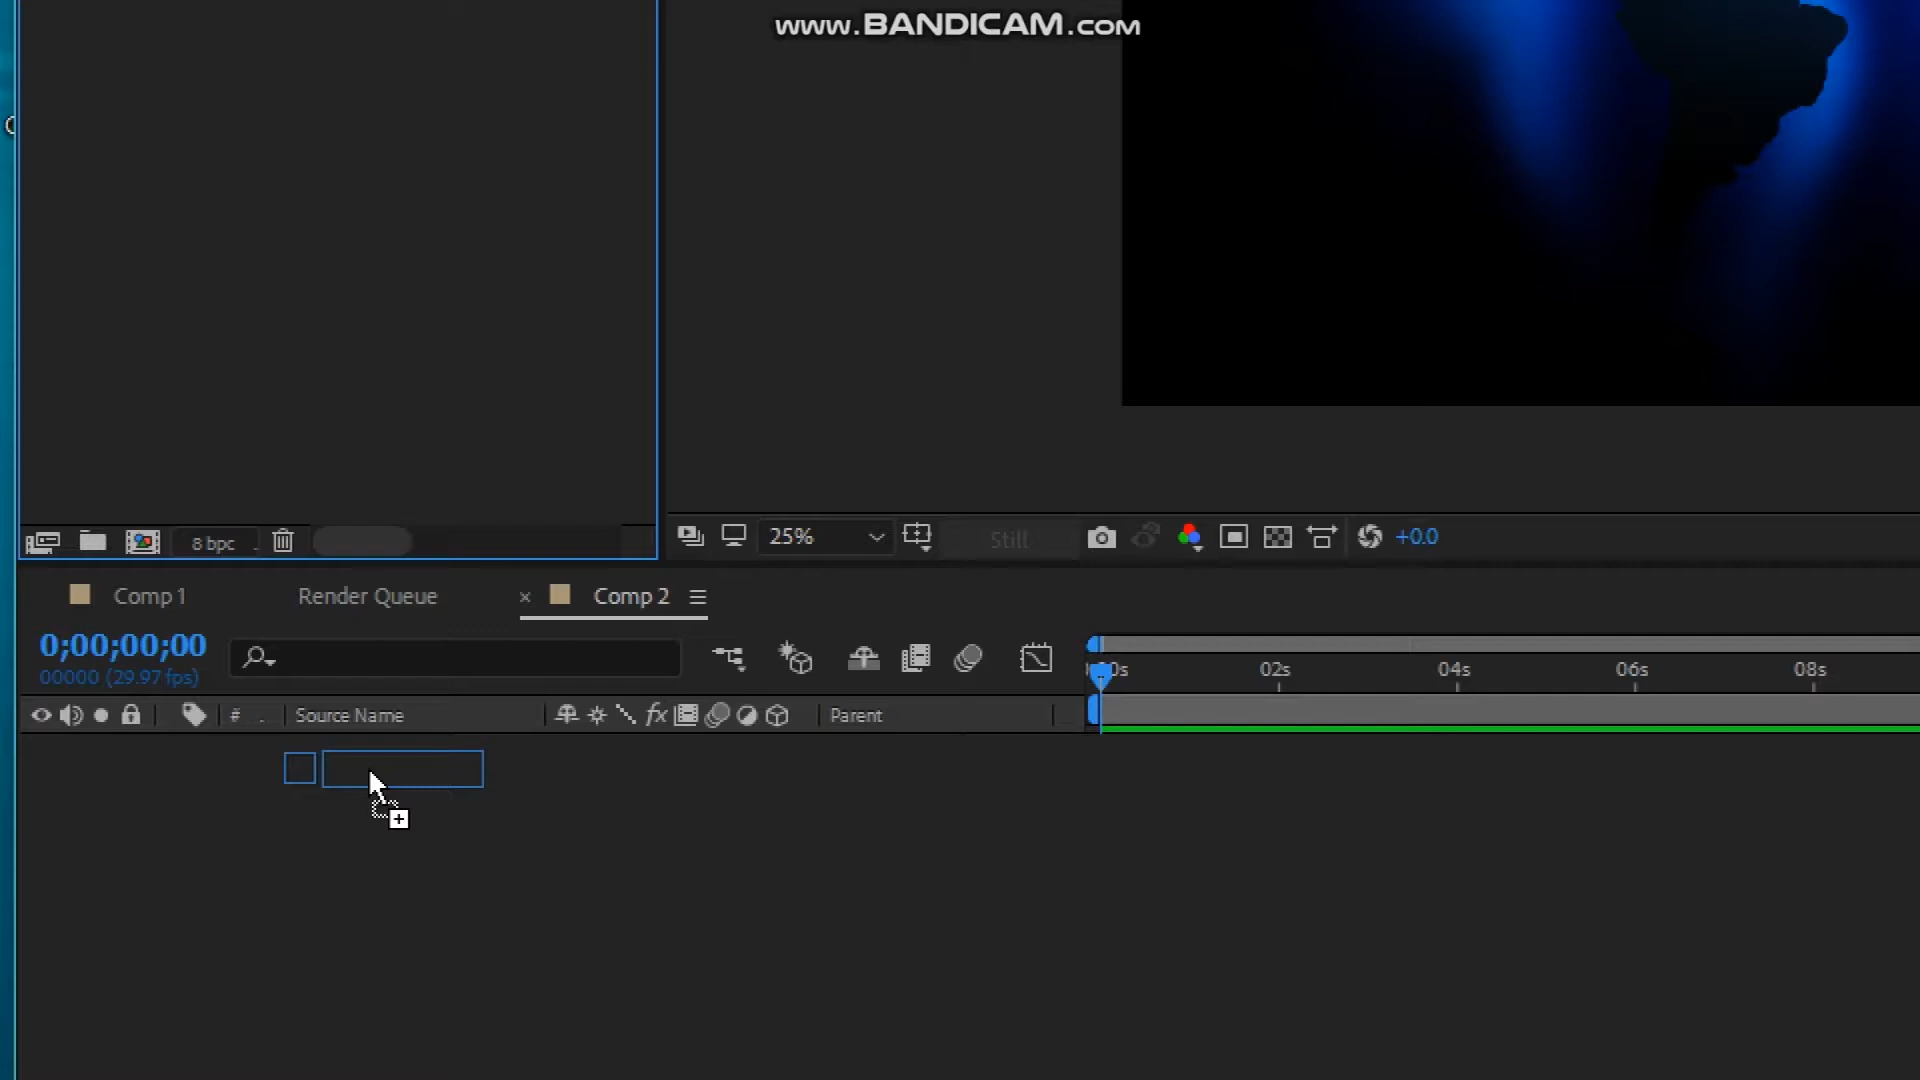 www.BANDICAM.com
8 bpc
25%
Still
+0.0
Comp 1
Render Queue
× Comp 2
0;00;00;00
00000 (29.97 fps)
02s
04s
06s
08s
#
Source Name
fx
Parent